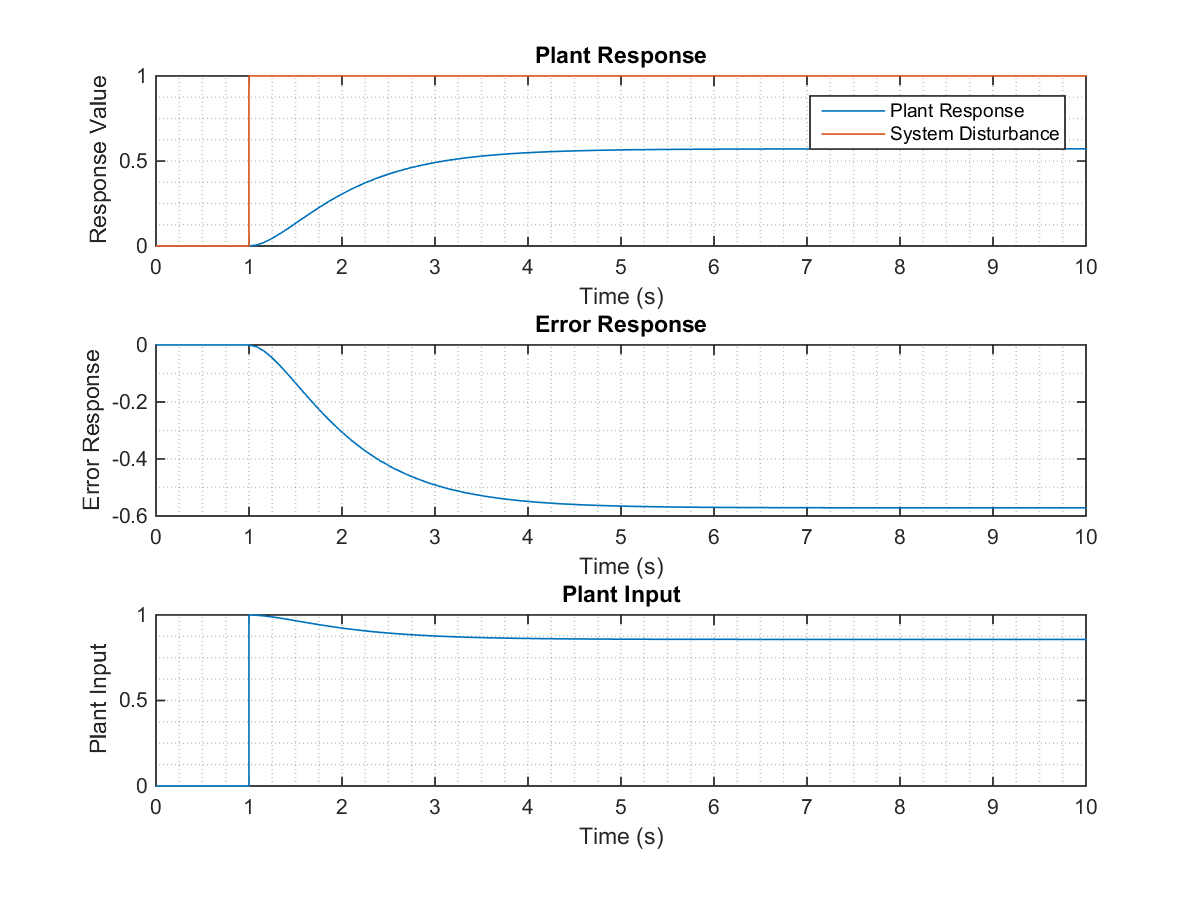 Plant Response
Response Value
1
0.5
0
Plant Response
System Disturbance
0 1 2 3 4 5 6 7 8 9 10
Time (s)
Error Response
Error Response
0
-0.2
-0.4
-0.6
0 1 2 3 4 5 6 7 8 9 10
Time (s)
Plant Input
Plant Input
1
0.5
0
0 1 2 3 4 5 6 7 8 9 10
Time (s)